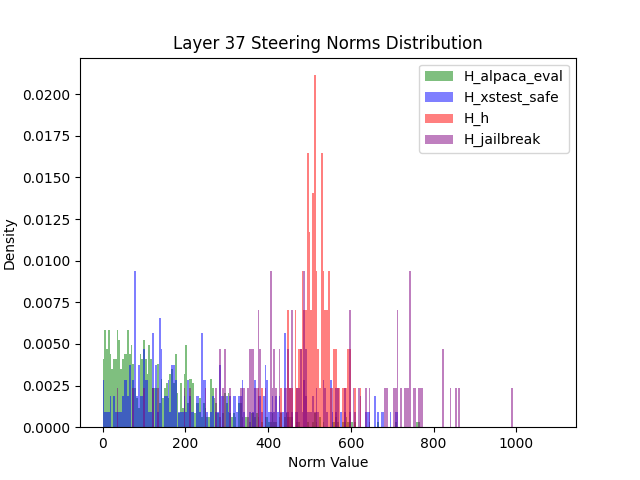 Layer 37 Steering Norms Distribution
H_alpaca_eval
H_xstest_safe
H_h
H_jailbreak
Density
0.0200
0.0175
0.0150
0.0125
0.0100
0.0075
0.0050
0.0025
0.0000
0 200 400 600 800 1000
Norm Value